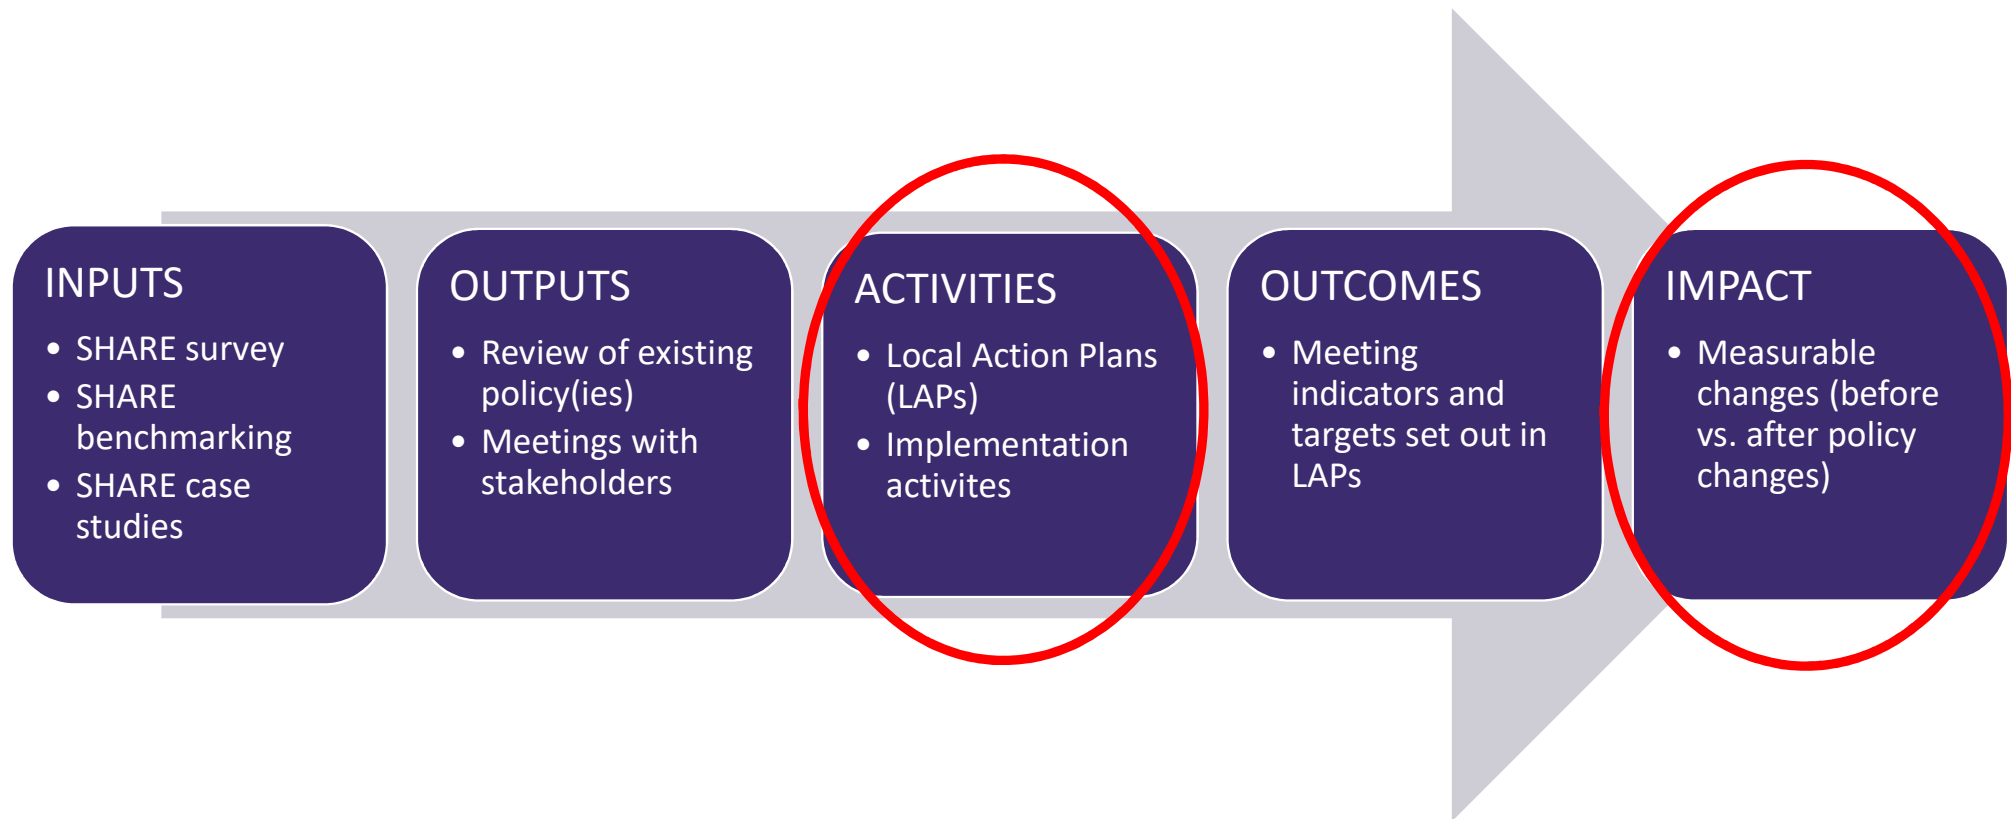 INPUTS
• SHARE survey
• SHARE
benchmarking
• SHARE case
studies
OUTPUTS
• Review of existing
policy(ies)
• Meetings with
stakeholders
ACTIVITIES
• Local Action Plans
(LAPs)
• Implementation
activites
OUTCOMES
• Meeting
indicators and
targets set out in
LAPs
IMPACT
• Measurable
changes (before
vs. after policy
changes)